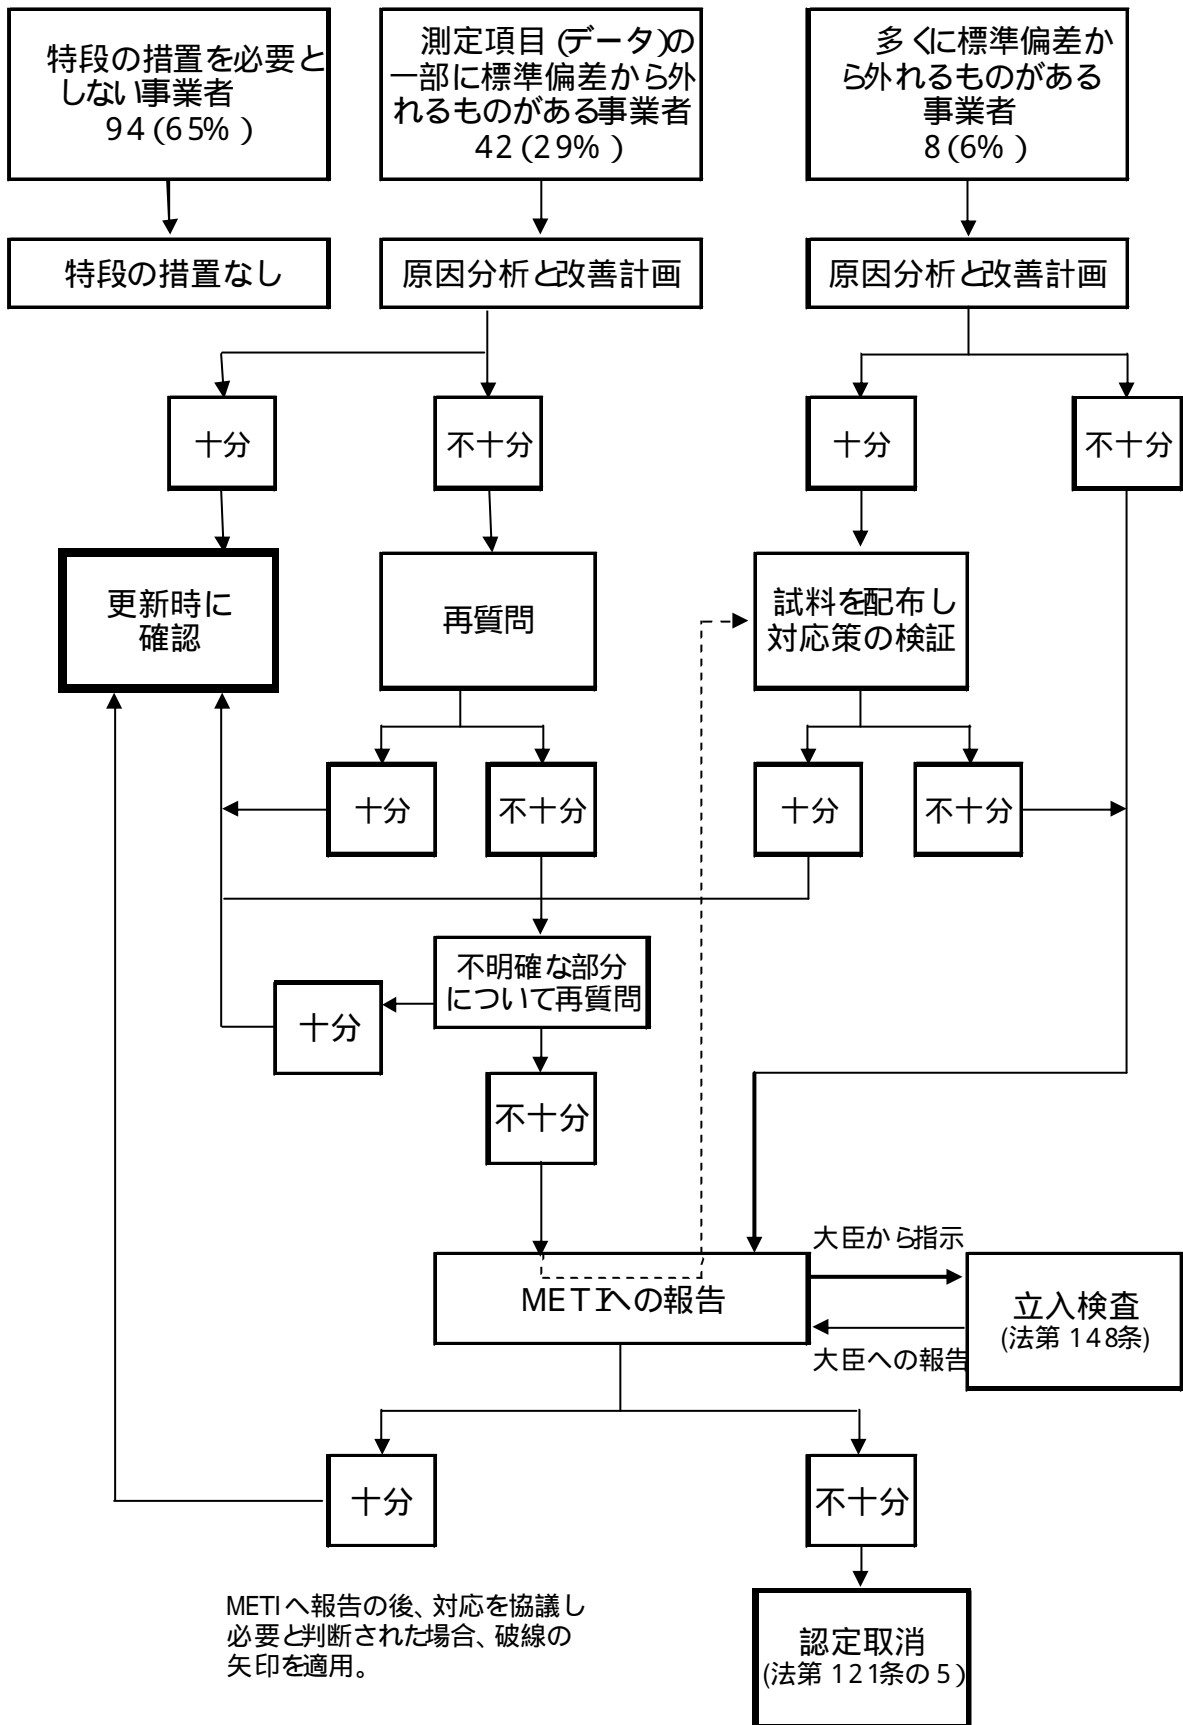 特段の措置を必要と
しない事業者
94(65%)
測定項目(データ)の
一部に標準偏差から外
れるものがある事業者
42(29%)
多くに標準偏差か
ら外れるものがある
事業者
8(6%)
特段の措置なし
原因分析と改善計画
原因分析と改善計画
十分
不十分
十分
不十分
更新時に
確認
再質問
試料を配布し
対応策の検証
十分
不十分
十分
不十分
不明確な部分
について再質問
十分
不十分
METIへの報告
大臣から指示
大臣への報告
立入検査
(法第148条)
十分
不十分
METIへ報告の後、対応を協議し
必要と判断された場合、破線の
矢印を適用。
認定取消
(法第121条の5)